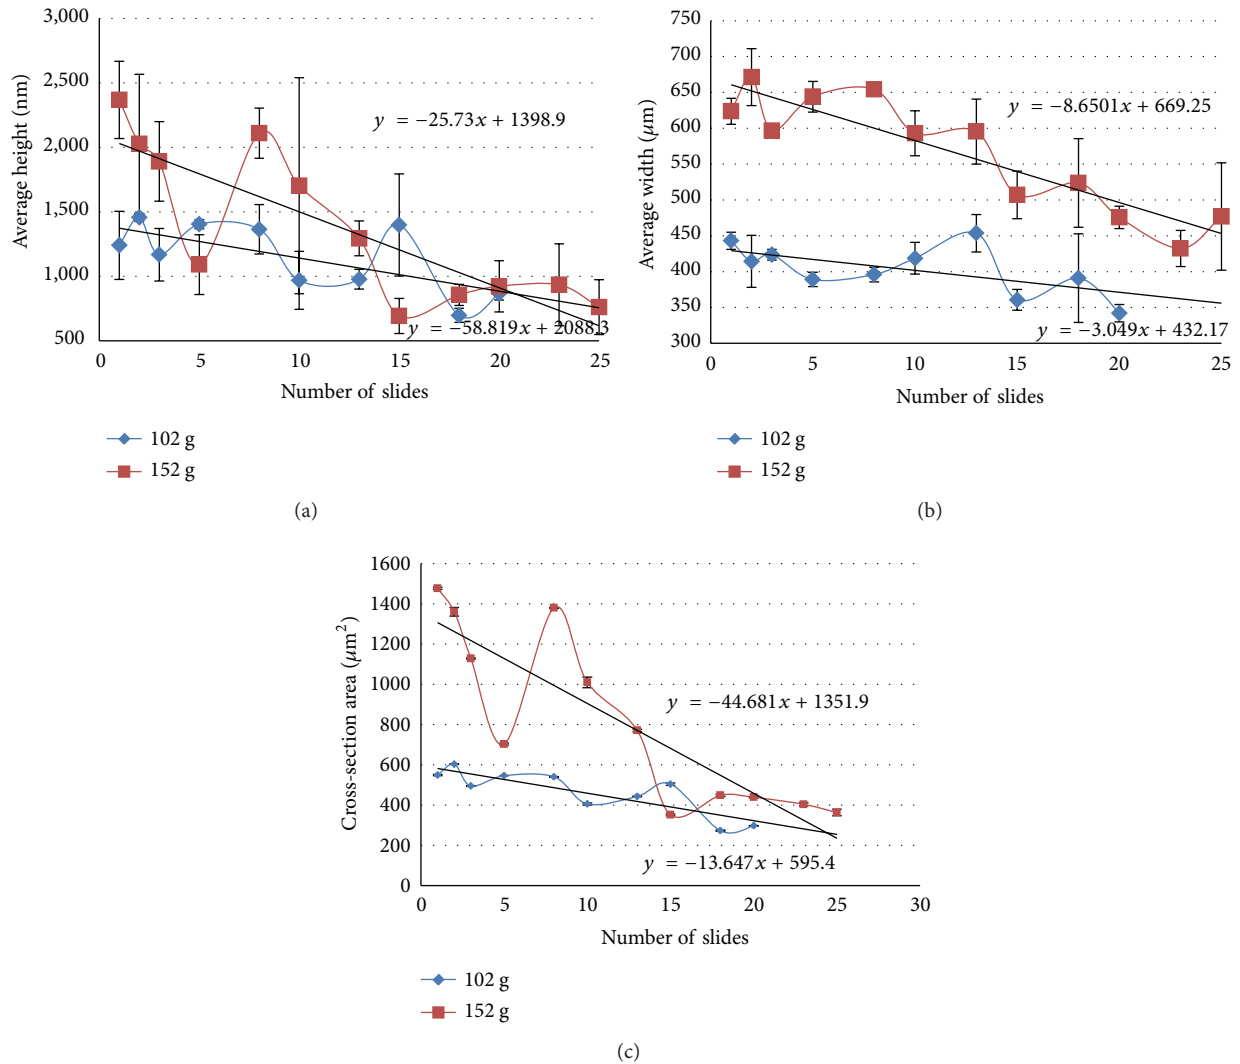 3,000
2,500
2,000
1,500
1,000
500
Average height (nm)
y = −25.73x + 1398.9
y = −58.819x + 2088.3
0 5 10 15 20 25
Number of slides
102 g
152 g
(a)
750
700
650
600
550
500
450
400
350
300
Average width (μm)
y = −8.6501x + 669.25
y = −3.049x + 432.17
0 5 10 15 20 25
Number of slides
102 g
152 g
(b)
1600
1400
1200
1000
800
600
400
200
0
Cross-section area (μm²)
y = −44.681x + 1351.9
y = −13.647x + 595.4
0 5 10 15 20 25 30
Number of slides
102 g
152 g
(c)